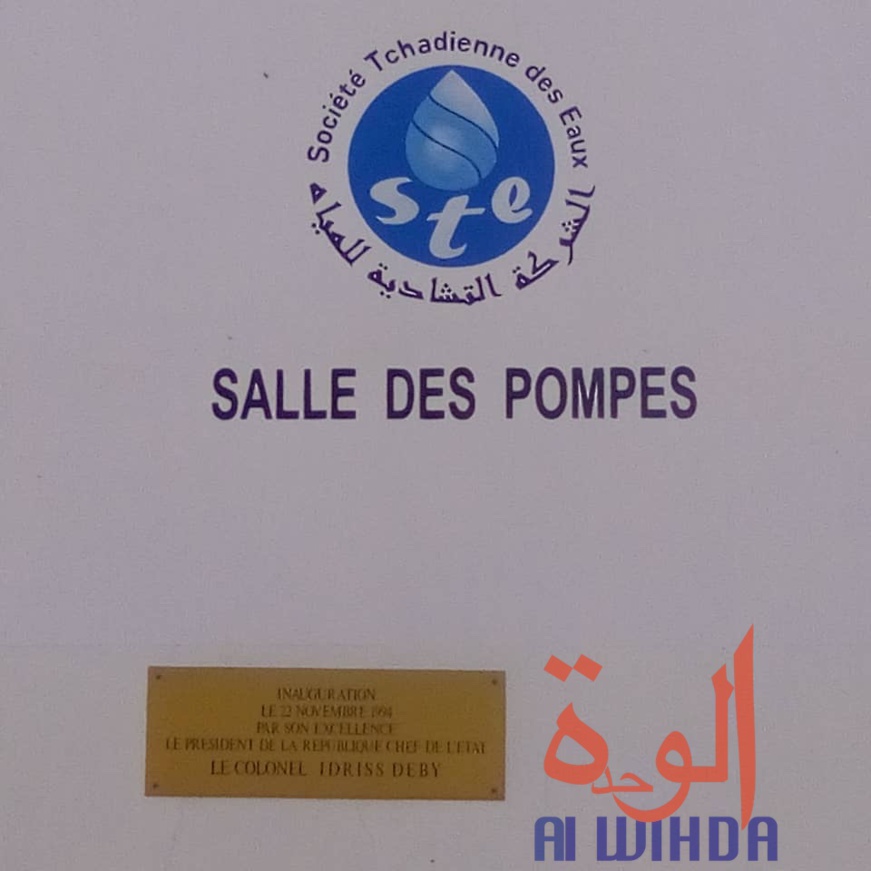 Société Tchadienne des Eaux
ste
الشركة التشادية للمياه
SALLE DES POMPES
INAUGURATION
LE 22 NOVEMBRE 1994
PAR SON EXCELLENCE
LE PRESIDENT DE LA REPUBLIQUE CHEF DE L'ETAT
LE COLONEL IDRISS DEBY
الوحدة
Al WIHDA